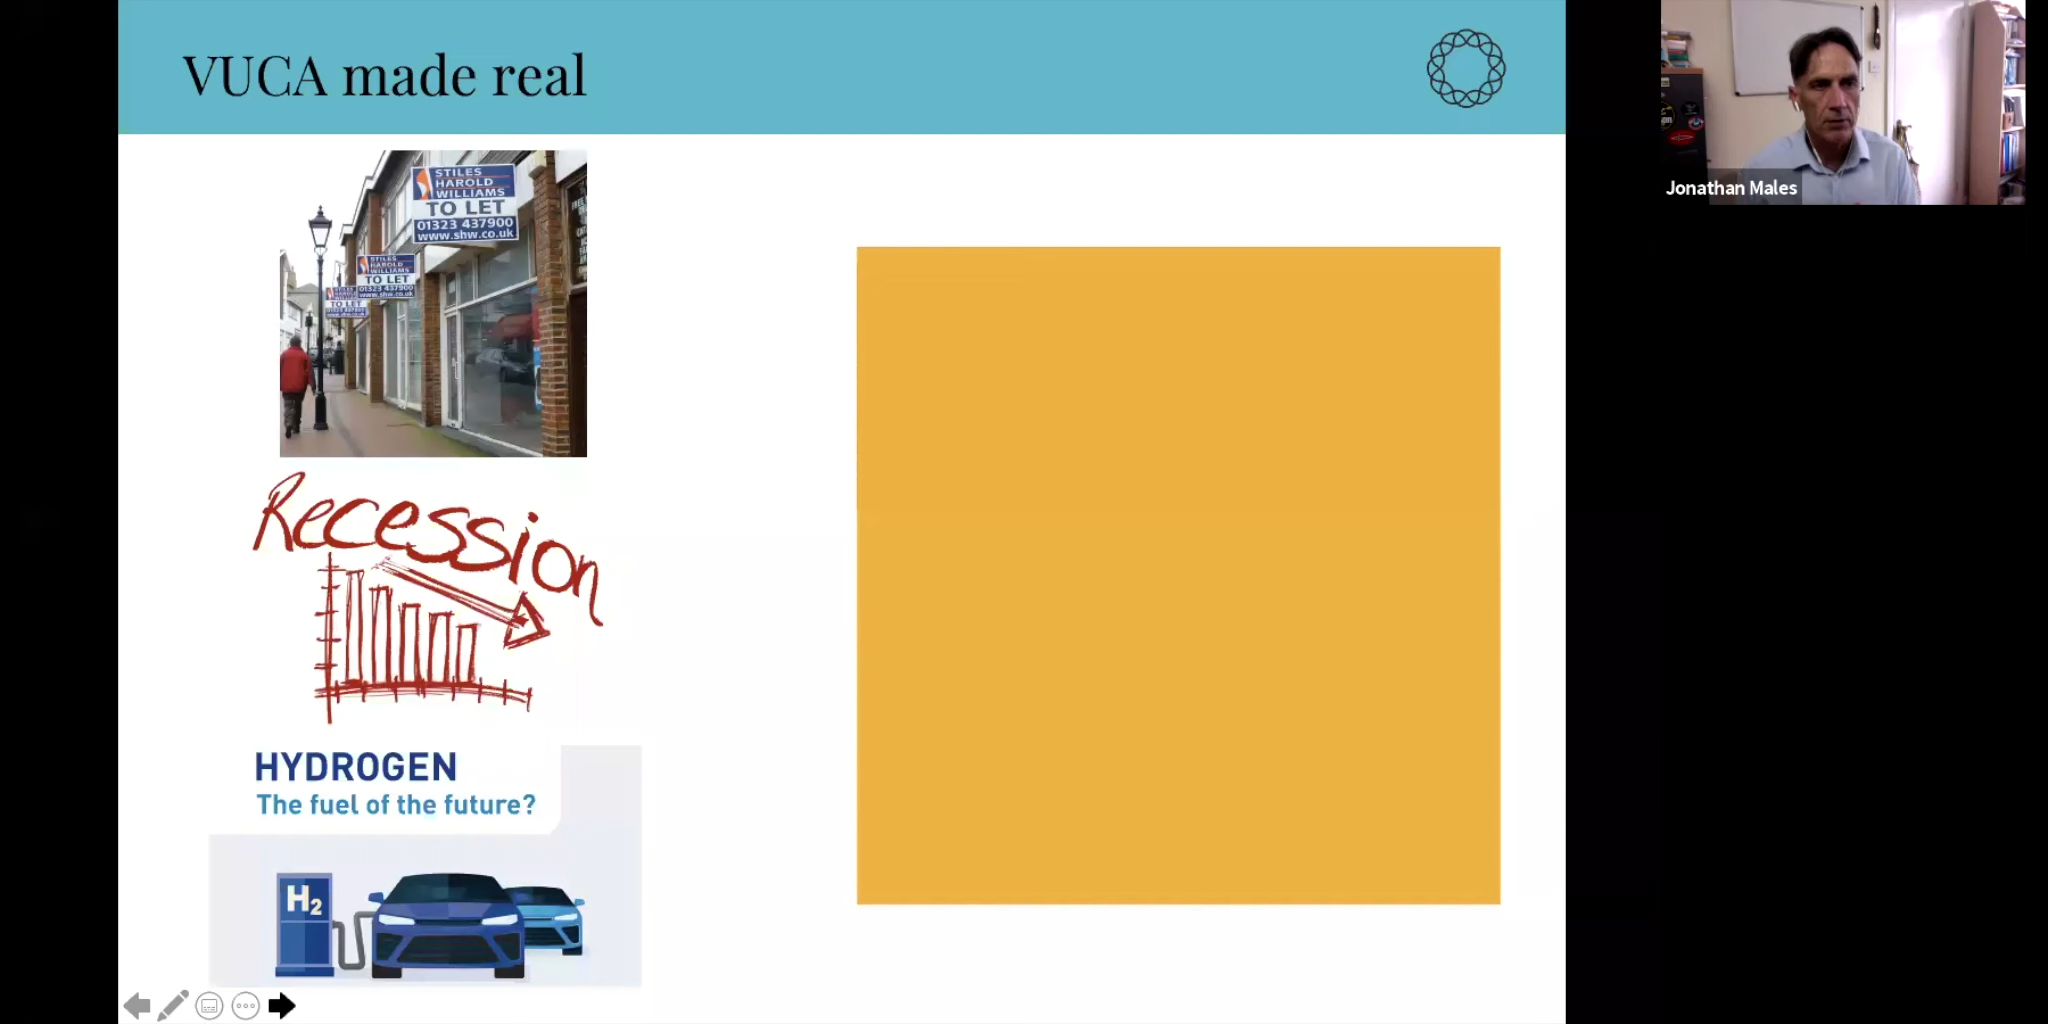 VUCA made real
STILES
HAROLD
WILLIAMS
TO LET
01323 437900
www.shw.co.uk
STILES
HAROLD
WILLIAMS
TO LET
01323 437900
www.shw.co.uk
TO LET
Recession
HYDROGEN
The fuel of the future?
H2
Jonathan Males